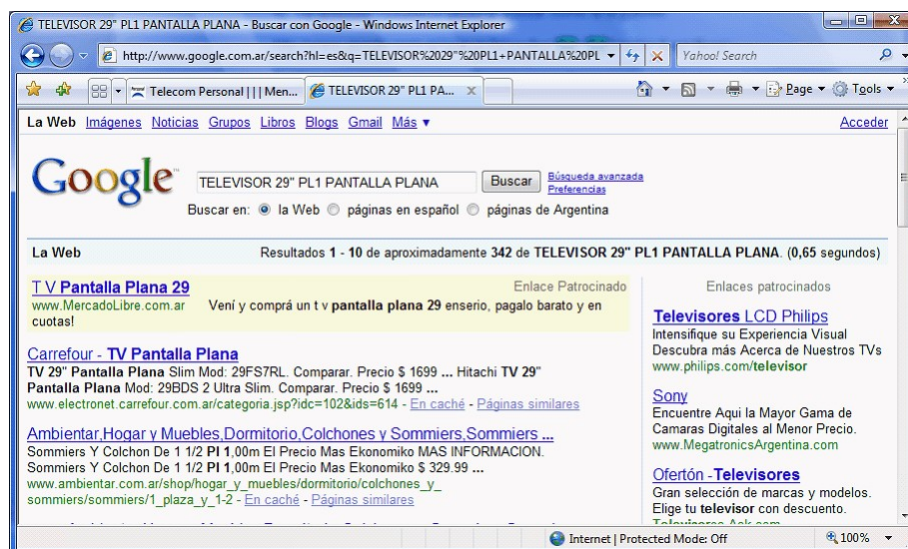 TELEVISOR 29" PL1 PANTALLA PLANA - Buscar con Google - Windows Internet Explorer
http://www.google.com.ar/search?hl=es&q=TELEVISOR%2029"%20PL1+PANTALLA%20PL
Yahoo! Search
Telecom Personal ||| Men...
TELEVISOR 29" PL1 PA...
Page
Tools
La Web Imágenes Noticias Grupos Libros Blogs Gmail Más ▼ Acceder
Google
TELEVISOR 29" PL1 PANTALLA PLANA
Buscar
Búsqueda avanzada
Preferencias
Buscar en: la Web páginas en español páginas de Argentina
La Web Resultados 1 - 10 de aproximadamente 342 de TELEVISOR 29" PL1 PANTALLA PLANA. (0,65 segundos)
T V Pantalla Plana 29 Enlace Patrocinado
www.MercadoLibre.com.ar Vení y comprá un t v pantalla plana 29 enserio, pagalo barato y en
cuotas!
Carrefour - TV Pantalla Plana
TV 29" Pantalla Plana Slim Mod: 29FS7RL. Comparar. Precio $ 1699 ... Hitachi TV 29"
Pantalla Plana Mod: 29BDS 2 Ultra Slim. Comparar. Precio $ 1699 ...
www.electronet.carrefour.com.ar/categoria.jsp?idc=102&ids=614 - En caché - Páginas similares
Ambientar,Hogar y Muebles,Dormitorio,Colchones y Sommiers,Sommiers ...
Sommiers Y Colchon De 1 1/2 Pl 1,00m El Precio Mas Ekonomiko MAS INFORMACION.
Sommiers Y Colchon De 1 1/2 Pl 1,00m El Precio Mas Ekonomiko $ 329.99 ...
www.ambientar.com.ar/shop/hogar_y_muebles/dormitorio/colchones_y_
sommiers/sommiers/1_plaza_y_1-2 - En caché - Páginas similares
Enlaces patrocinados
Televisores LCD Philips
Intensifique su Experiencia Visual
Descubra más Acerca de Nuestros TVs
www.philips.com/televisor
Sony
Encuentre Aqui la Mayor Gama de
Camaras Digitales al Menor Precio.
www.MegatronicsArgentina.com
Ofertón - Televisores
Gran selección de marcas y modelos.
Elige tu televisor con descuento.
Televisores.Ask.com
Internet | Protected Mode: Off
100%